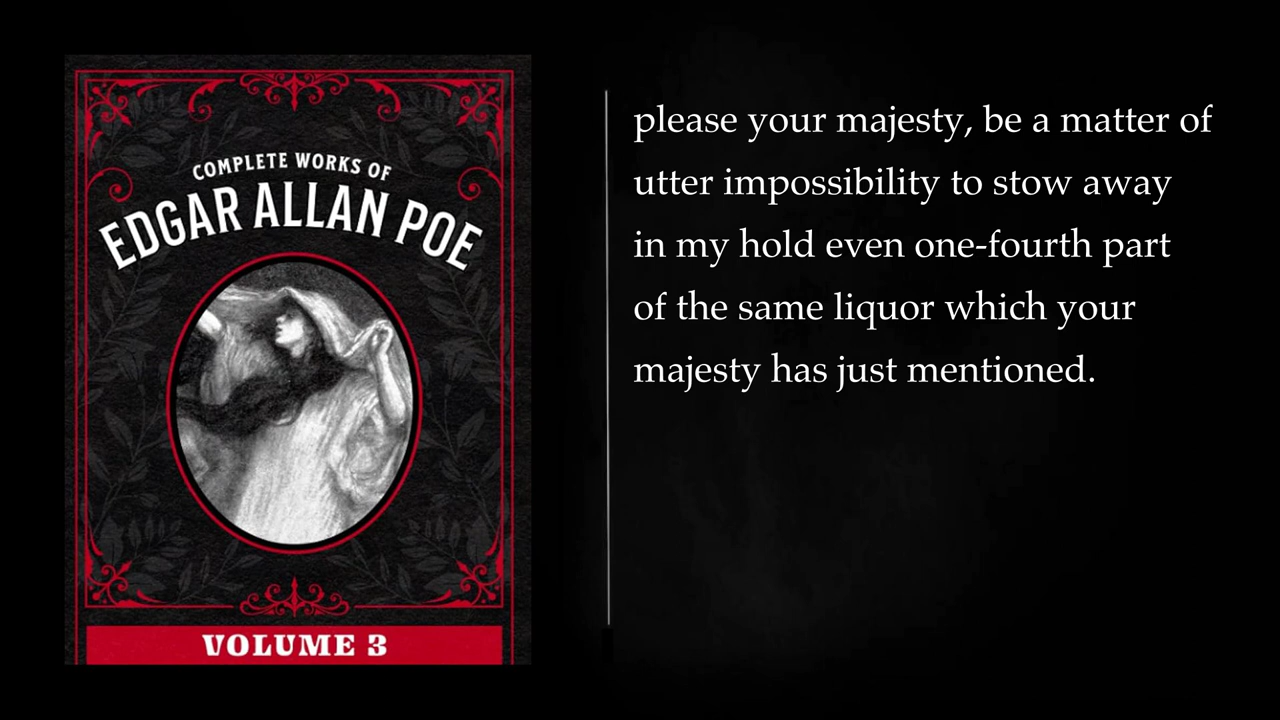 COMPLETE WORKS OF
EDGAR ALLAN POE
VOLUME 3
please your majesty, be a matter of
utter impossibility to stow away
in my hold even one-fourth part
of the same liquor which your
majesty has just mentioned.